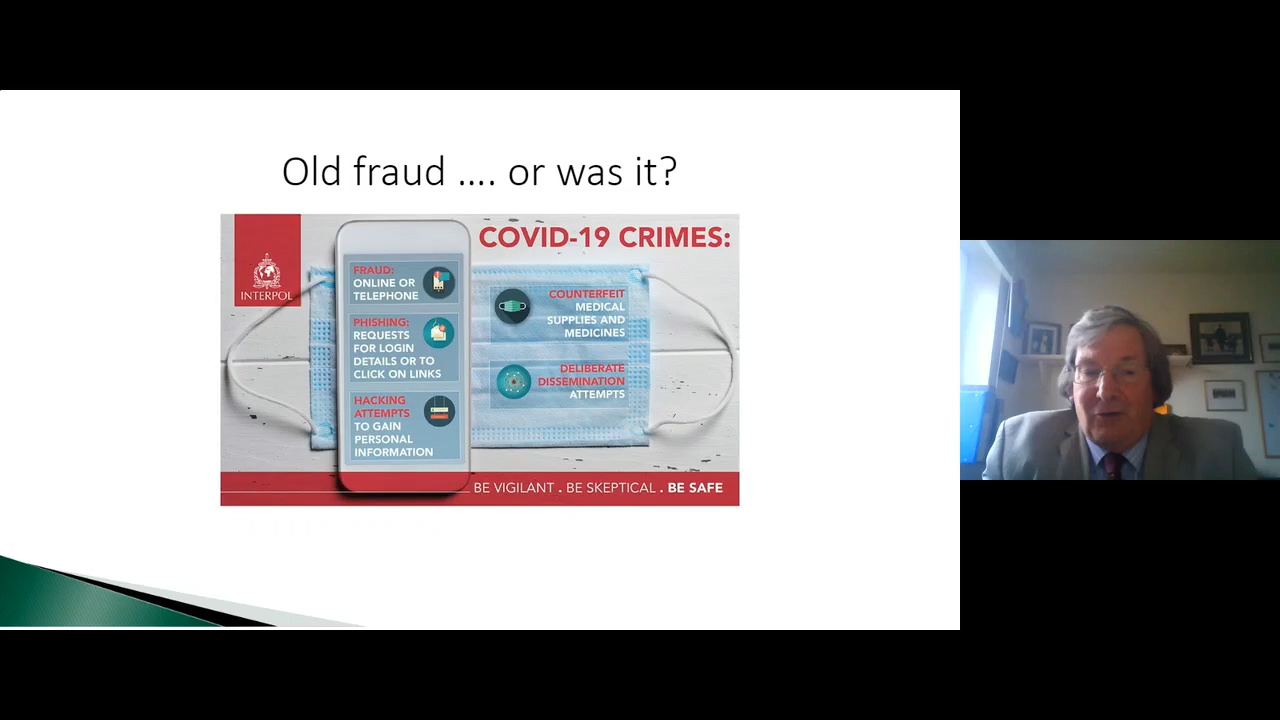 Old fraud .... or was it?
INTERPOL
COVID-19 CRIMES:
FRAUD:
ONLINE OR
TELEPHONE
PHISHING:
REQUESTS
FOR LOGIN
DETAILS OR TO
CLICK ON LINKS
HACKING
ATTEMPTS
TO GAIN
PERSONAL
INFORMATION
COUNTERFEIT
MEDICAL
SUPPLIES AND
MEDICINES
DELIBERATE
DISSEMINATION
ATTEMPTS
BE VIGILANT . BE SKEPTICAL . BE SAFE